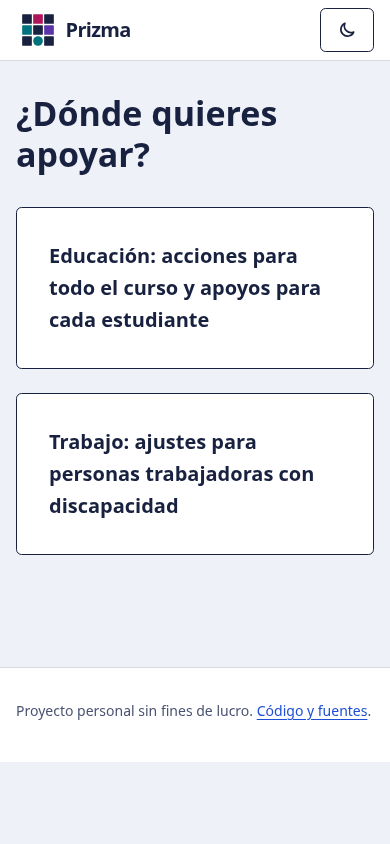 Prizma
¿Dónde quieres
apoyar?
Educación: acciones para
todo el curso y apoyos para
cada estudiante
Trabajo: ajustes para
personas trabajadoras con
discapacidad
Proyecto personal sin fines de lucro. Código y fuentes.